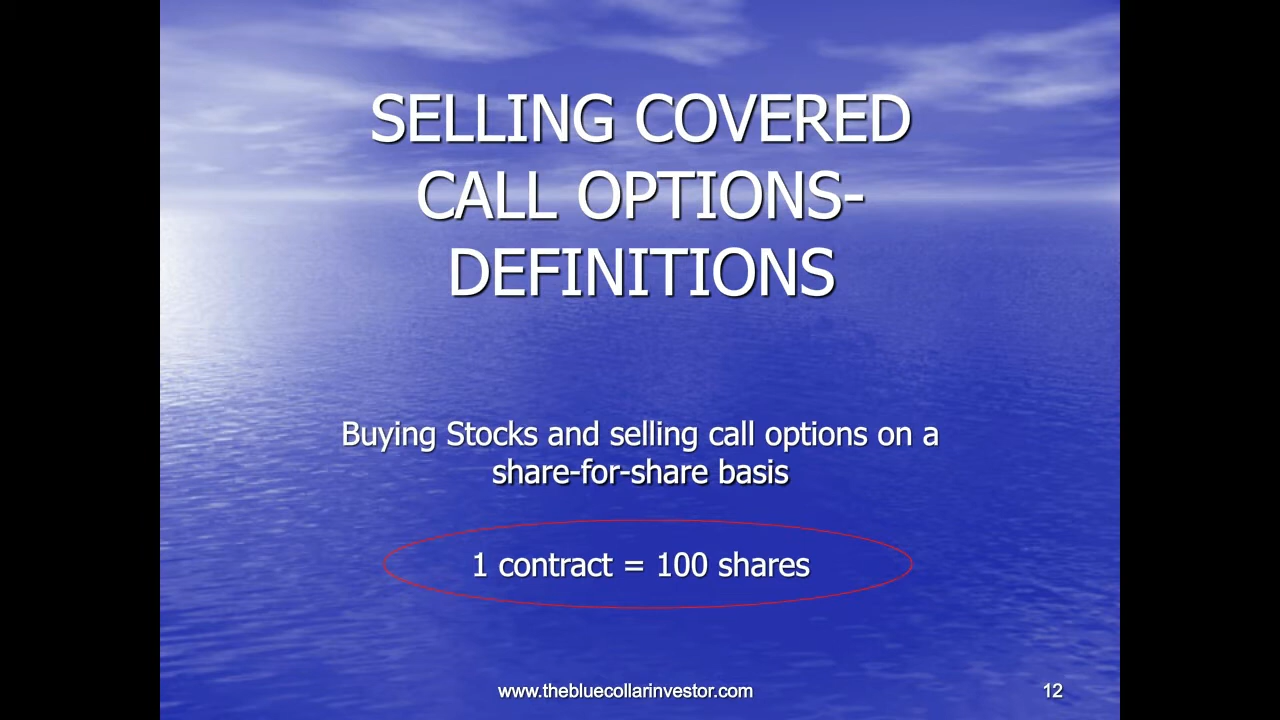 SELLING COVERED
CALL OPTIONS-
DEFINITIONS
Buying Stocks and selling call options on a
share-for-share basis
1 contract = 100 shares
www.thebluecollarinvestor.com
12